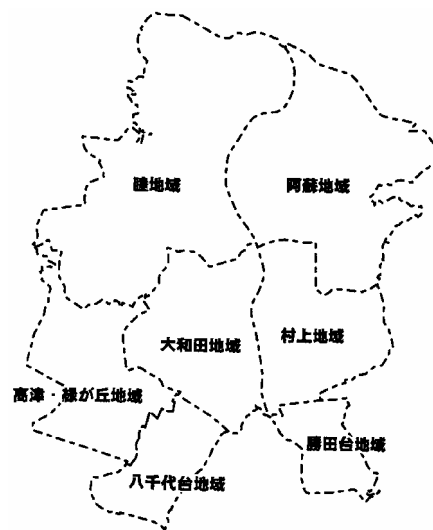 睦地域
阿蘇地域
大和田地域
村上地域
高津・緑が丘地域
勝田台地域
八千代台地域